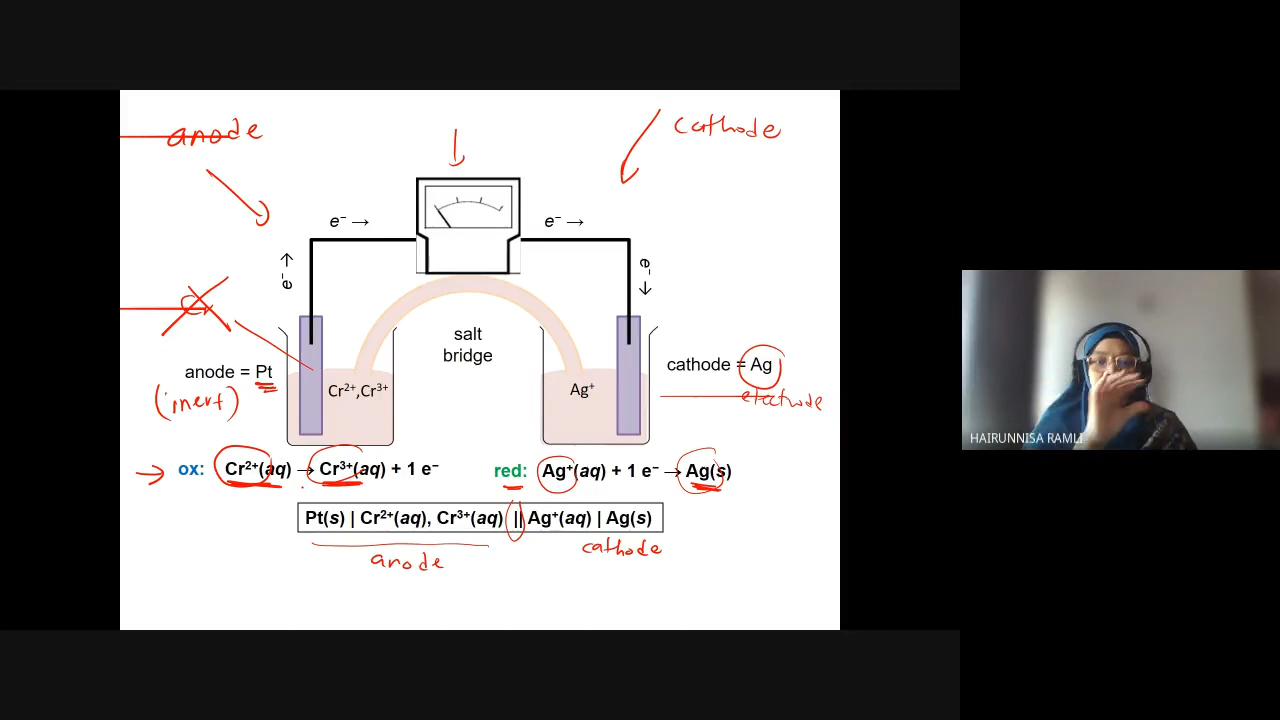 anode
cathode
e⁻ →
e⁻ →
e⁻ →
e⁻ →
Cr
salt
bridge
anode = Pt
(inert)
Cr²⁺,Cr³⁺
Ag⁺
cathode = Ag
electrode
HAIRUNNISA RAMLI
ox: Cr²⁺(aq) → Cr³⁺(aq) + 1 e⁻
red: Ag⁺(aq) + 1 e⁻ → Ag(s)
Pt(s) | Cr²⁺(aq), Cr³⁺(aq) || Ag⁺(aq) | Ag(s)
anode
cathode